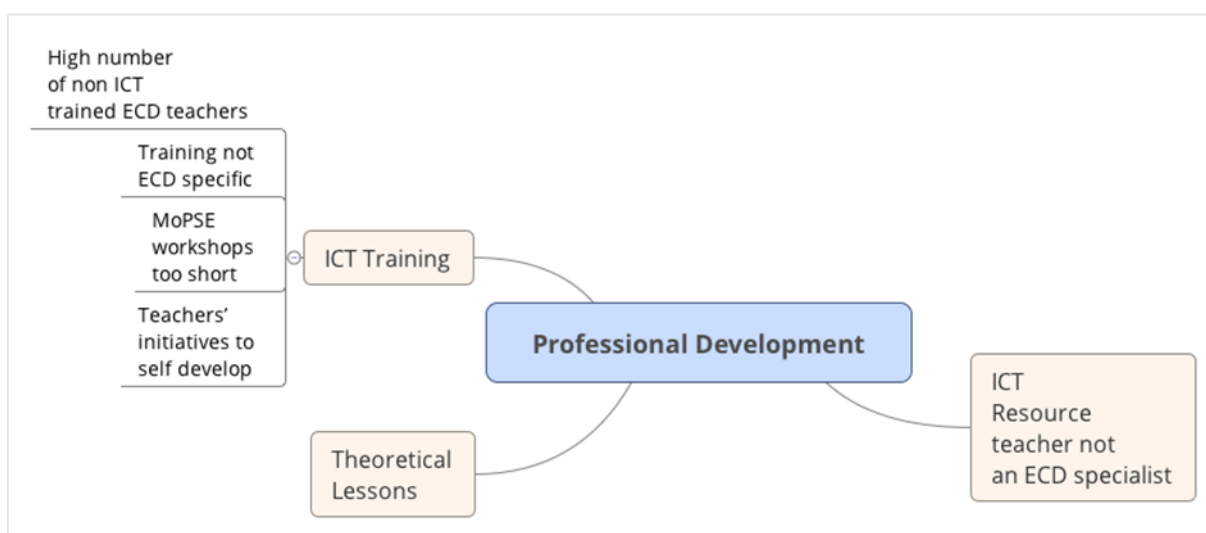 High number
of non ICT
trained ECD teachers
Training not
ECD specific
MoPSE
workshops
too short
Teachers’
initiatives to
self develop
ICT Training
Professional Development
Theoretical
Lessons
ICT
Resource
teacher not
an ECD specialist